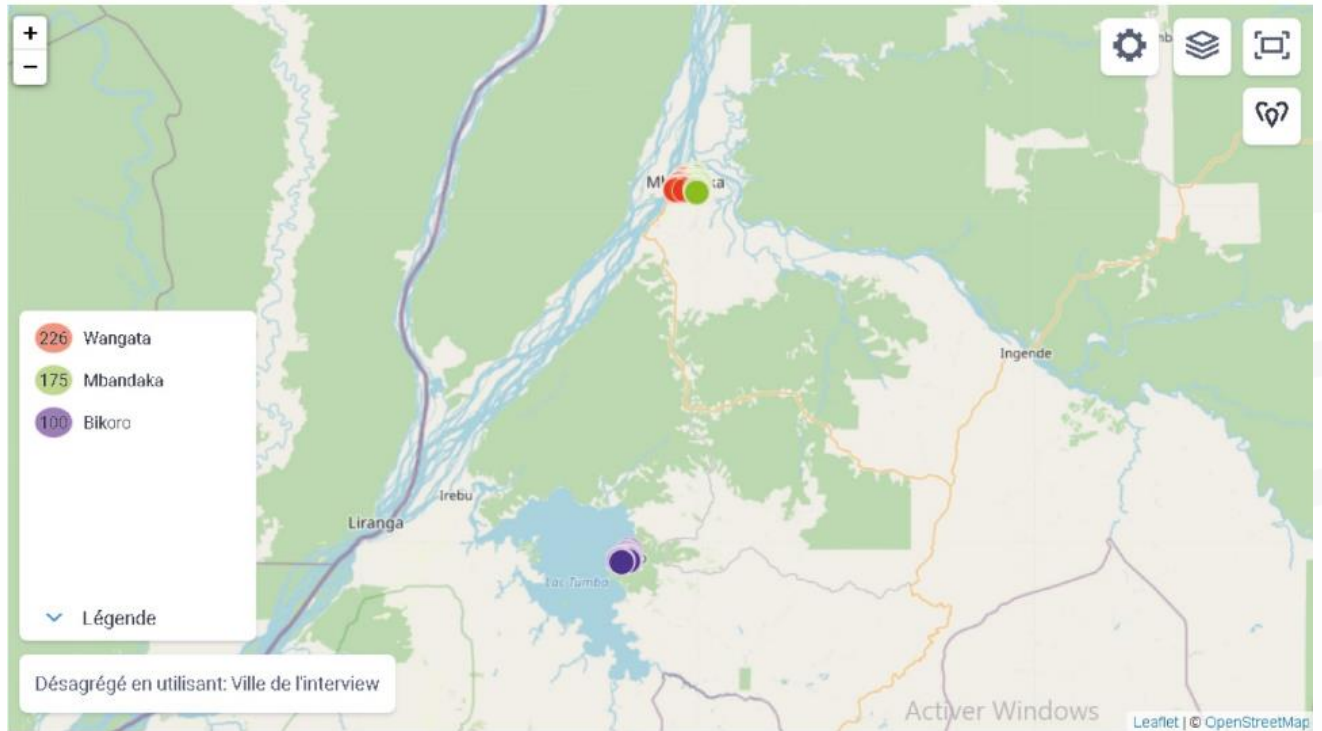 +
−
Ingende
Irebu
Liranga
Lac Tumba
226 Wangata
175 Mbandaka
100 Bikoro
Légende
Désagrégé en utilisant: Ville de l'interview
Activer Windows
Leaflet | © OpenStreetMap